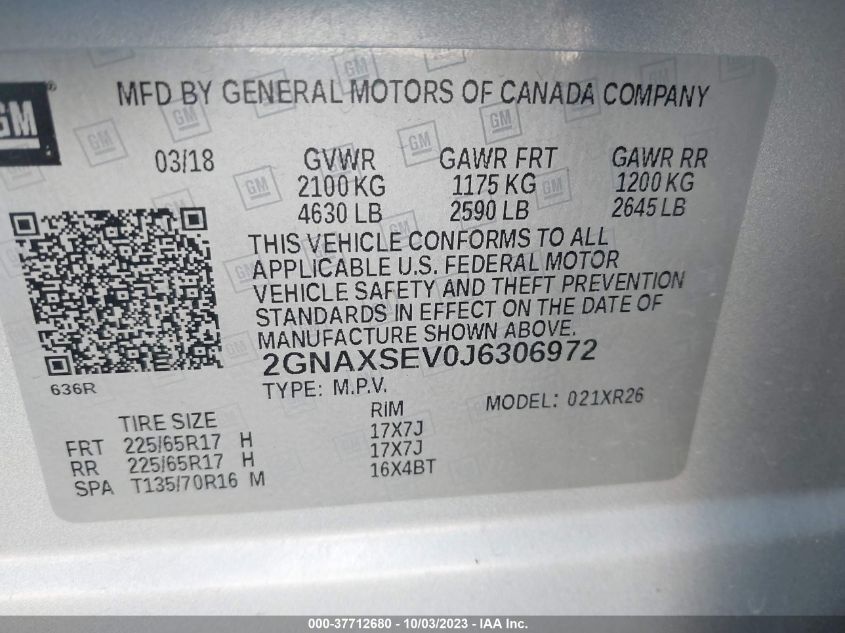 GM
MFD BY GENERAL MOTORS OF CANADA COMPANY
03/18 GVWR GAWR FRT GAWR RR
2100 KG 1175 KG 1200 KG
4630 LB 2590 LB 2645 LB
THIS VEHICLE CONFORMS TO ALL
APPLICABLE U.S. FEDERAL MOTOR
VEHICLE SAFETY AND THEFT PREVENTION
STANDARDS IN EFFECT ON THE DATE OF
MANUFACTURE SHOWN ABOVE.
2GNAXSEV0J6306972
636R
TYPE: M.P.V. MODEL: 021XR26
TIRE SIZE RIM
FRT 225/65R17 H 17X7J
RR 225/65R17 H 17X7J
SPA T135/70R16 M 16X4BT
000-37712680 - 10/03/2023 - IAA Inc.